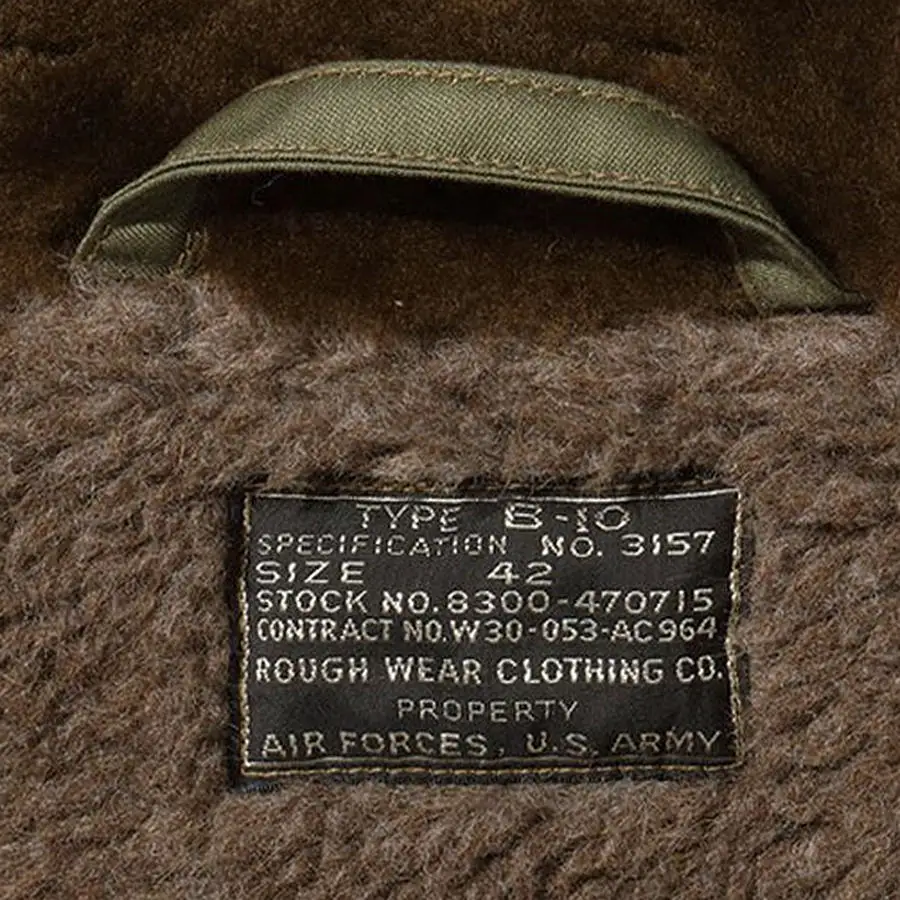 TYPE B-10
SPECIFICATION NO. 3157
SIZE 42
STOCK NO. 8300-470715
CONTRACT NO. W30-053-AC964
ROUGH WEAR CLOTHING CO.
PROPERTY
AIR FORCES, U.S. ARMY